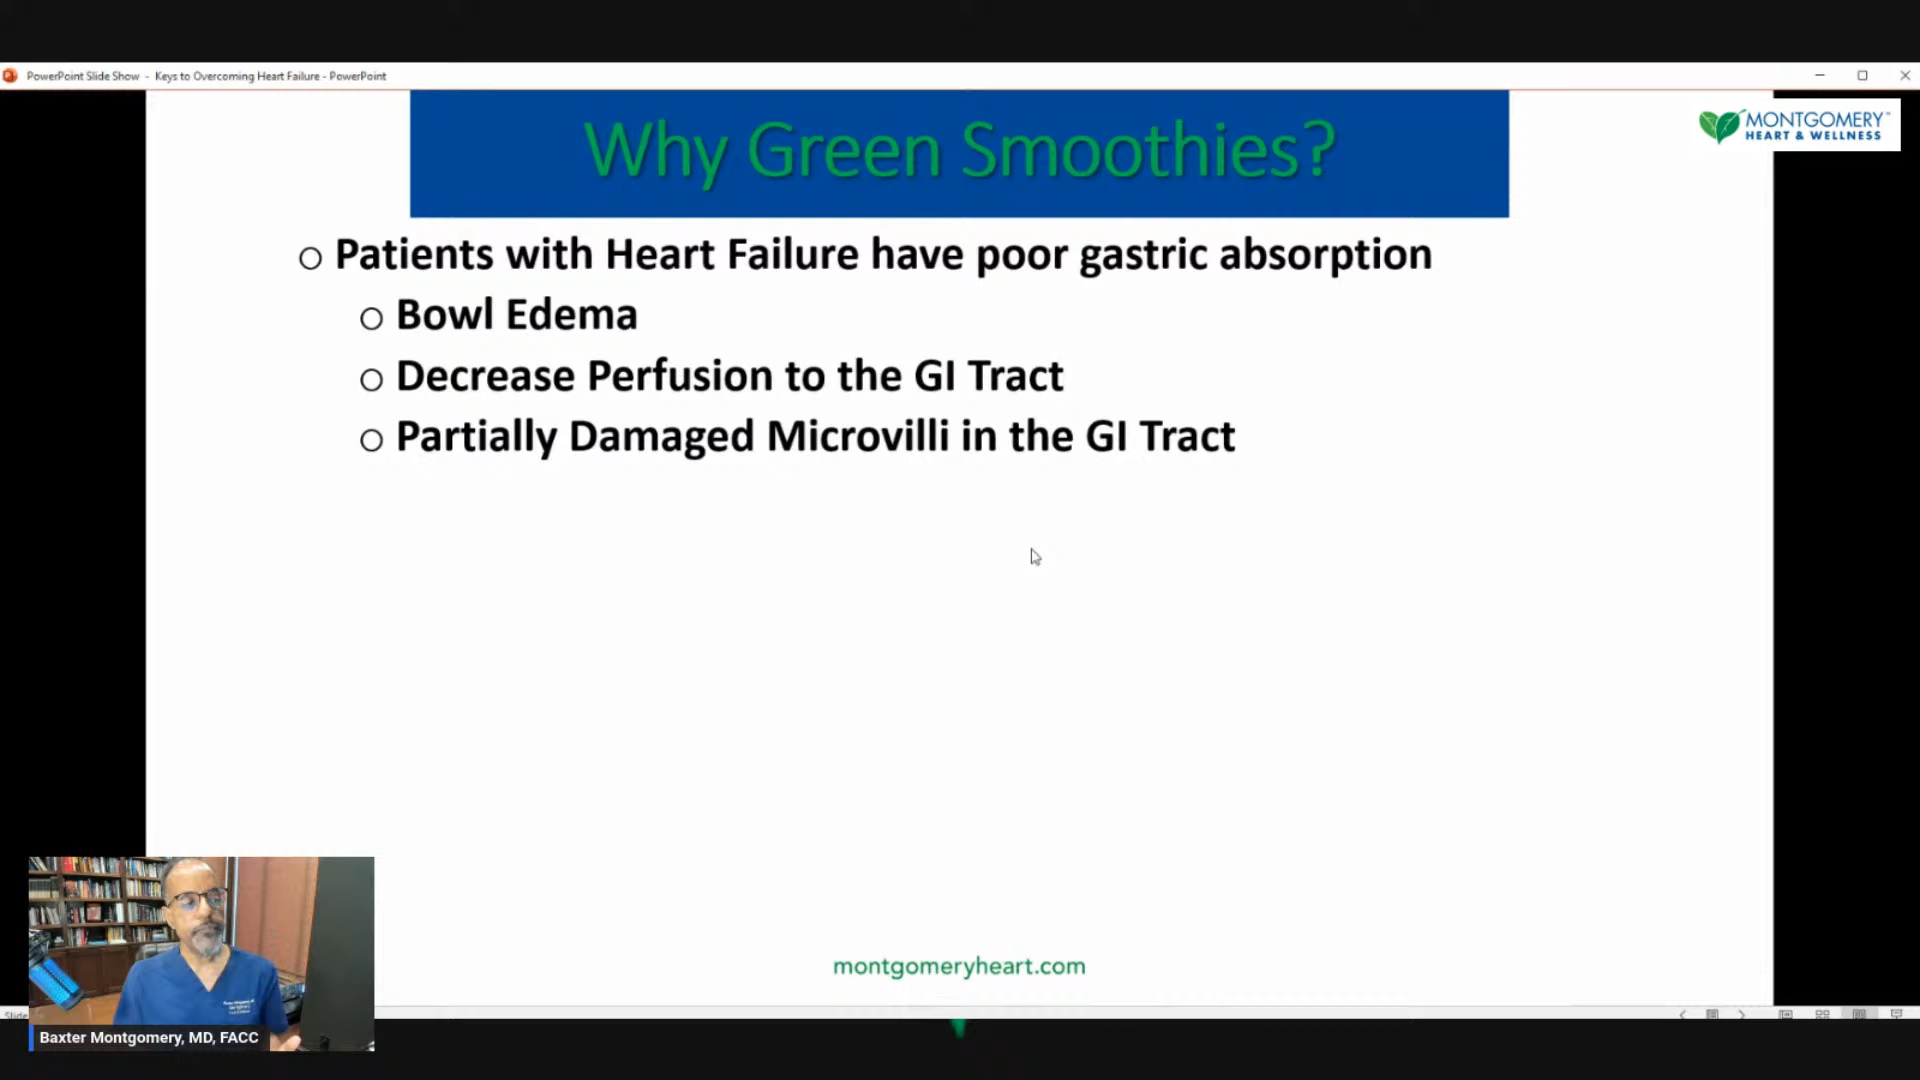 PowerPoint Slide Show - Keys to Overcoming Heart Failure - PowerPoint
MONTGOMERY™
HEART & WELLNESS
Why Green Smoothies?
Patients with Heart Failure have poor gastric absorption
Bowl Edema
Decrease Perfusion to the GI Tract
Partially Damaged Microvilli in the GI Tract
montgomeryheart.com
Slide
Baxter Montgomery, MD, FACC